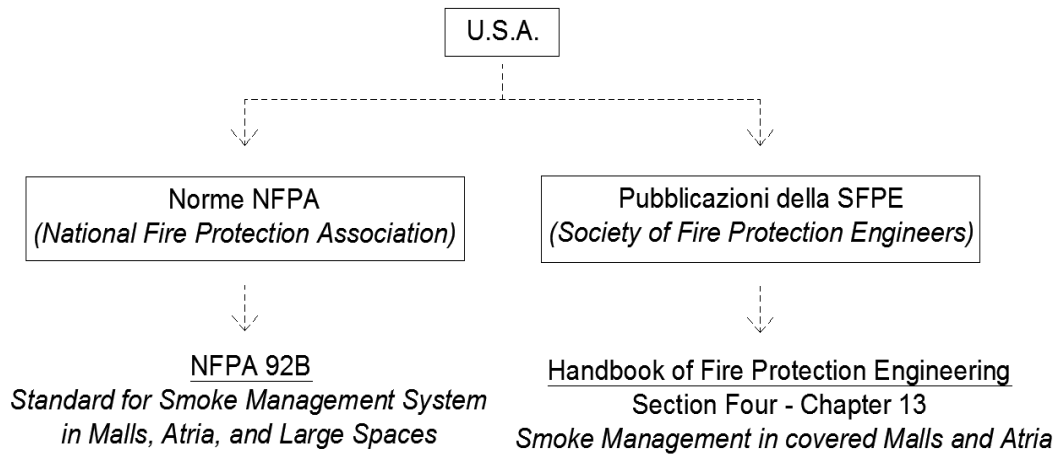 U.S.A.
Norme NFPA
(National Fire Protection Association)
Pubblicazioni della SFPE
(Society of Fire Protection Engineers)
NFPA 92B
Standard for Smoke Management System
in Malls, Atria, and Large Spaces
Handbook of Fire Protection Engineering
Section Four - Chapter 13
Smoke Management in covered Malls and Atria